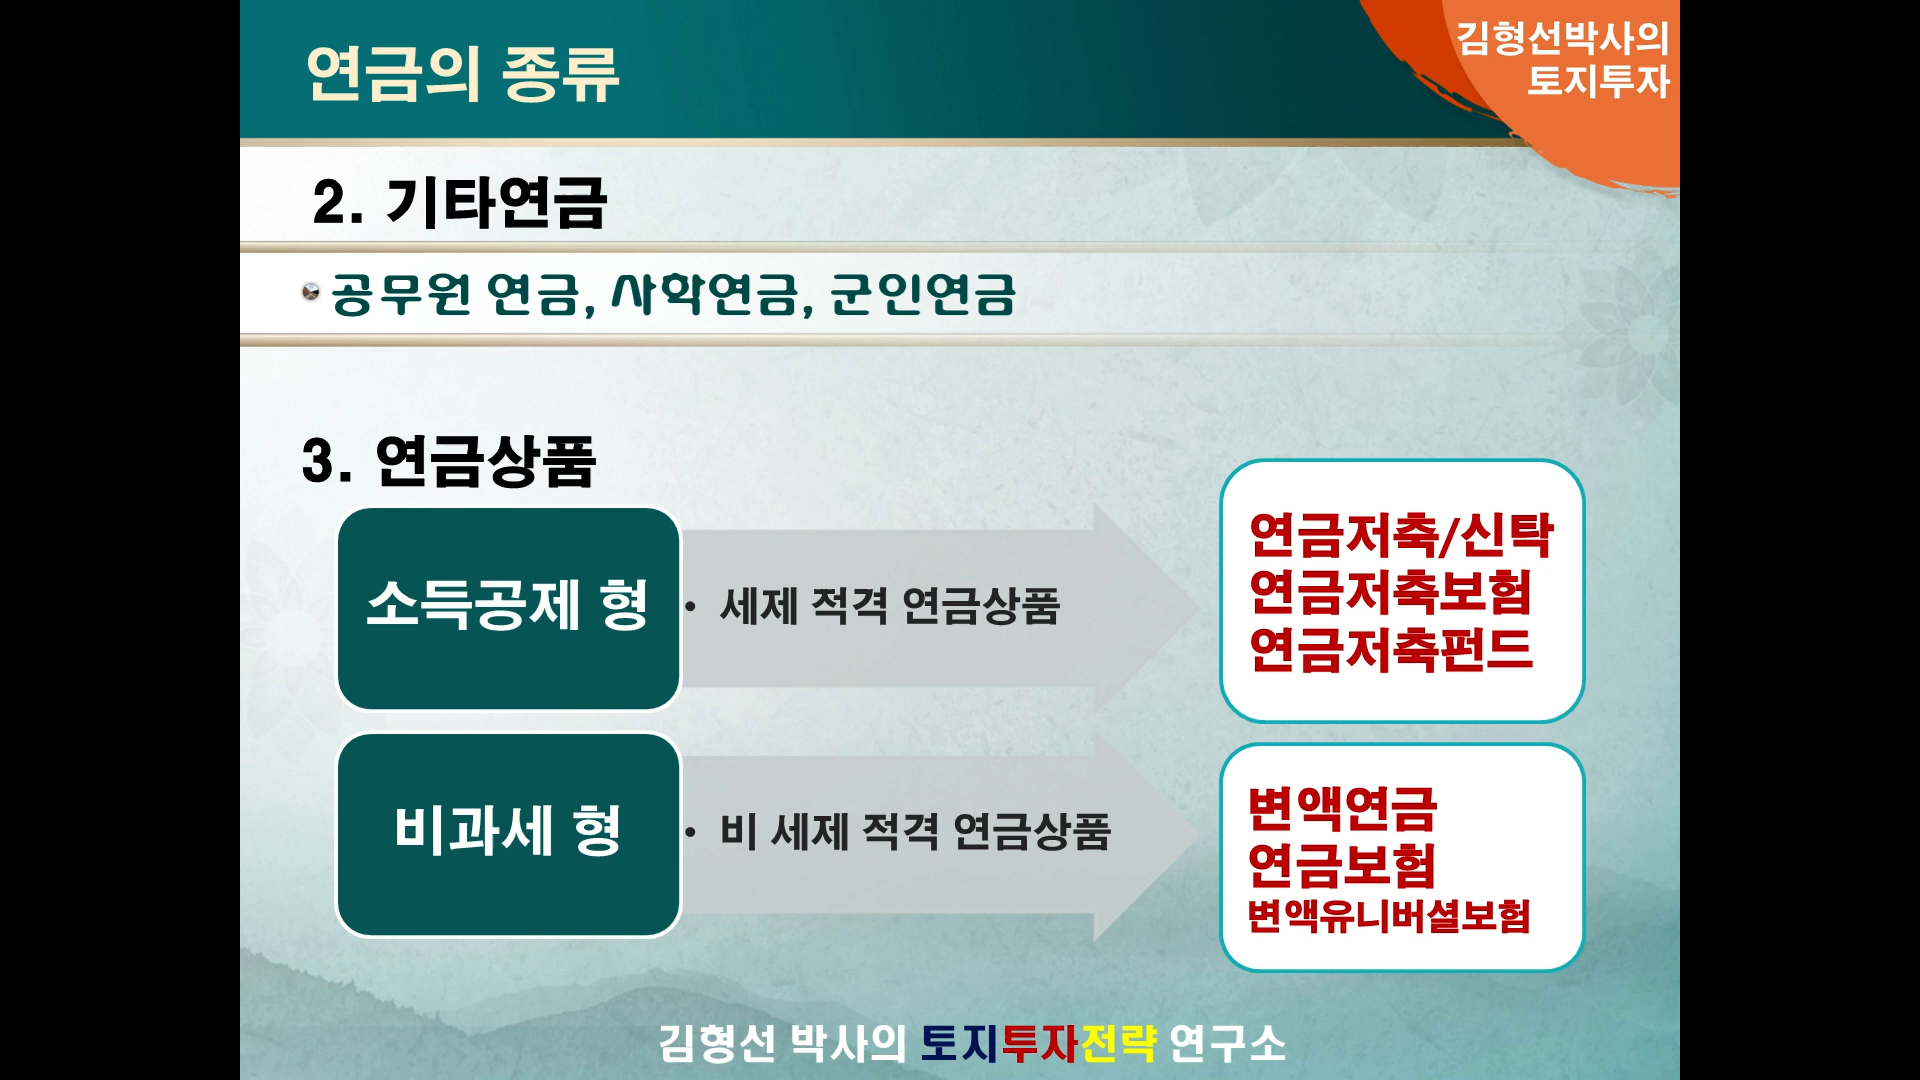 연금의 종류
김형선박사의
토지투자
2. 기타연금
공무원 연금, 사학연금, 군인연금
3. 연금상품
소득공제 형
• 세제 적격 연금상품
연금저축/신탁
연금저축보험
연금저축펀드
비과세 형
• 비 세제 적격 연금상품
변액연금
연금보험
변액유니버셜보험
김형선 박사의 토지투자전략 연구소